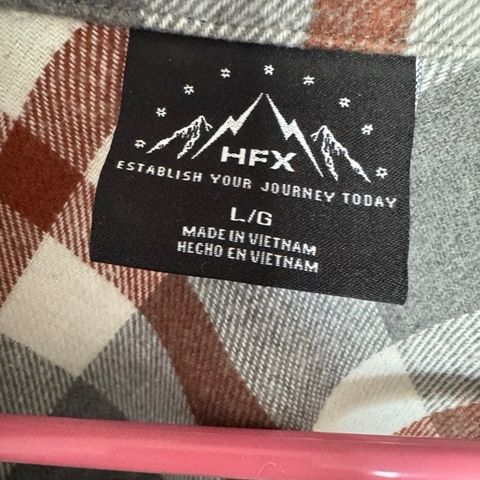 HFX
ESTABLISH YOUR JOURNEY TODAY
L/G
MADE IN VIETNAM
HECHO EN VIETNAM